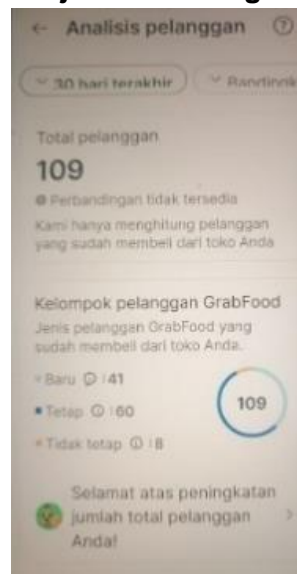 ← Analisis pelanggan
30 hari terakhir
Total pelanggan
109
Perbandingan tidak tersedia
Kami hanya menghitung pelanggan
yang sudah membeli dari toko Anda
Kelompok pelanggan GrabFood
Jenis pelanggan GrabFood yang
sudah membeli dari toko Anda.
Baru : 41
Tetap : 60
Tidak tetap : 8
109
Selamat atas peningkatan
jumlah total pelanggan
Anda!